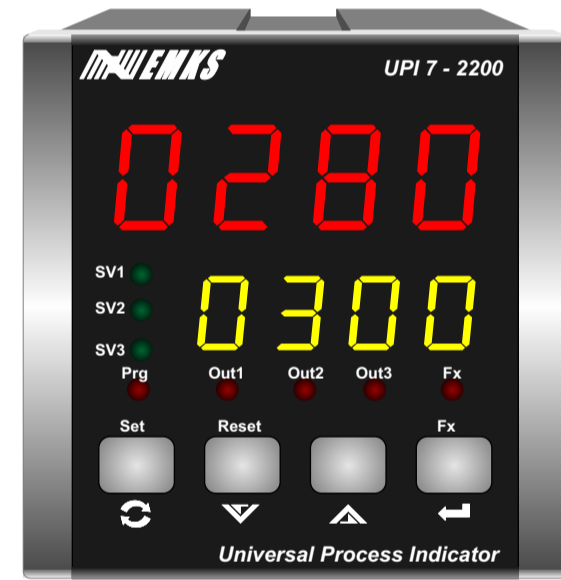 EMKS
UPI 7 - 2200
0280
SV1
SV2
0300
SV3
Prg Out1 Out2 Out3 Fx
Set Reset Fx
Universal Process Indicator